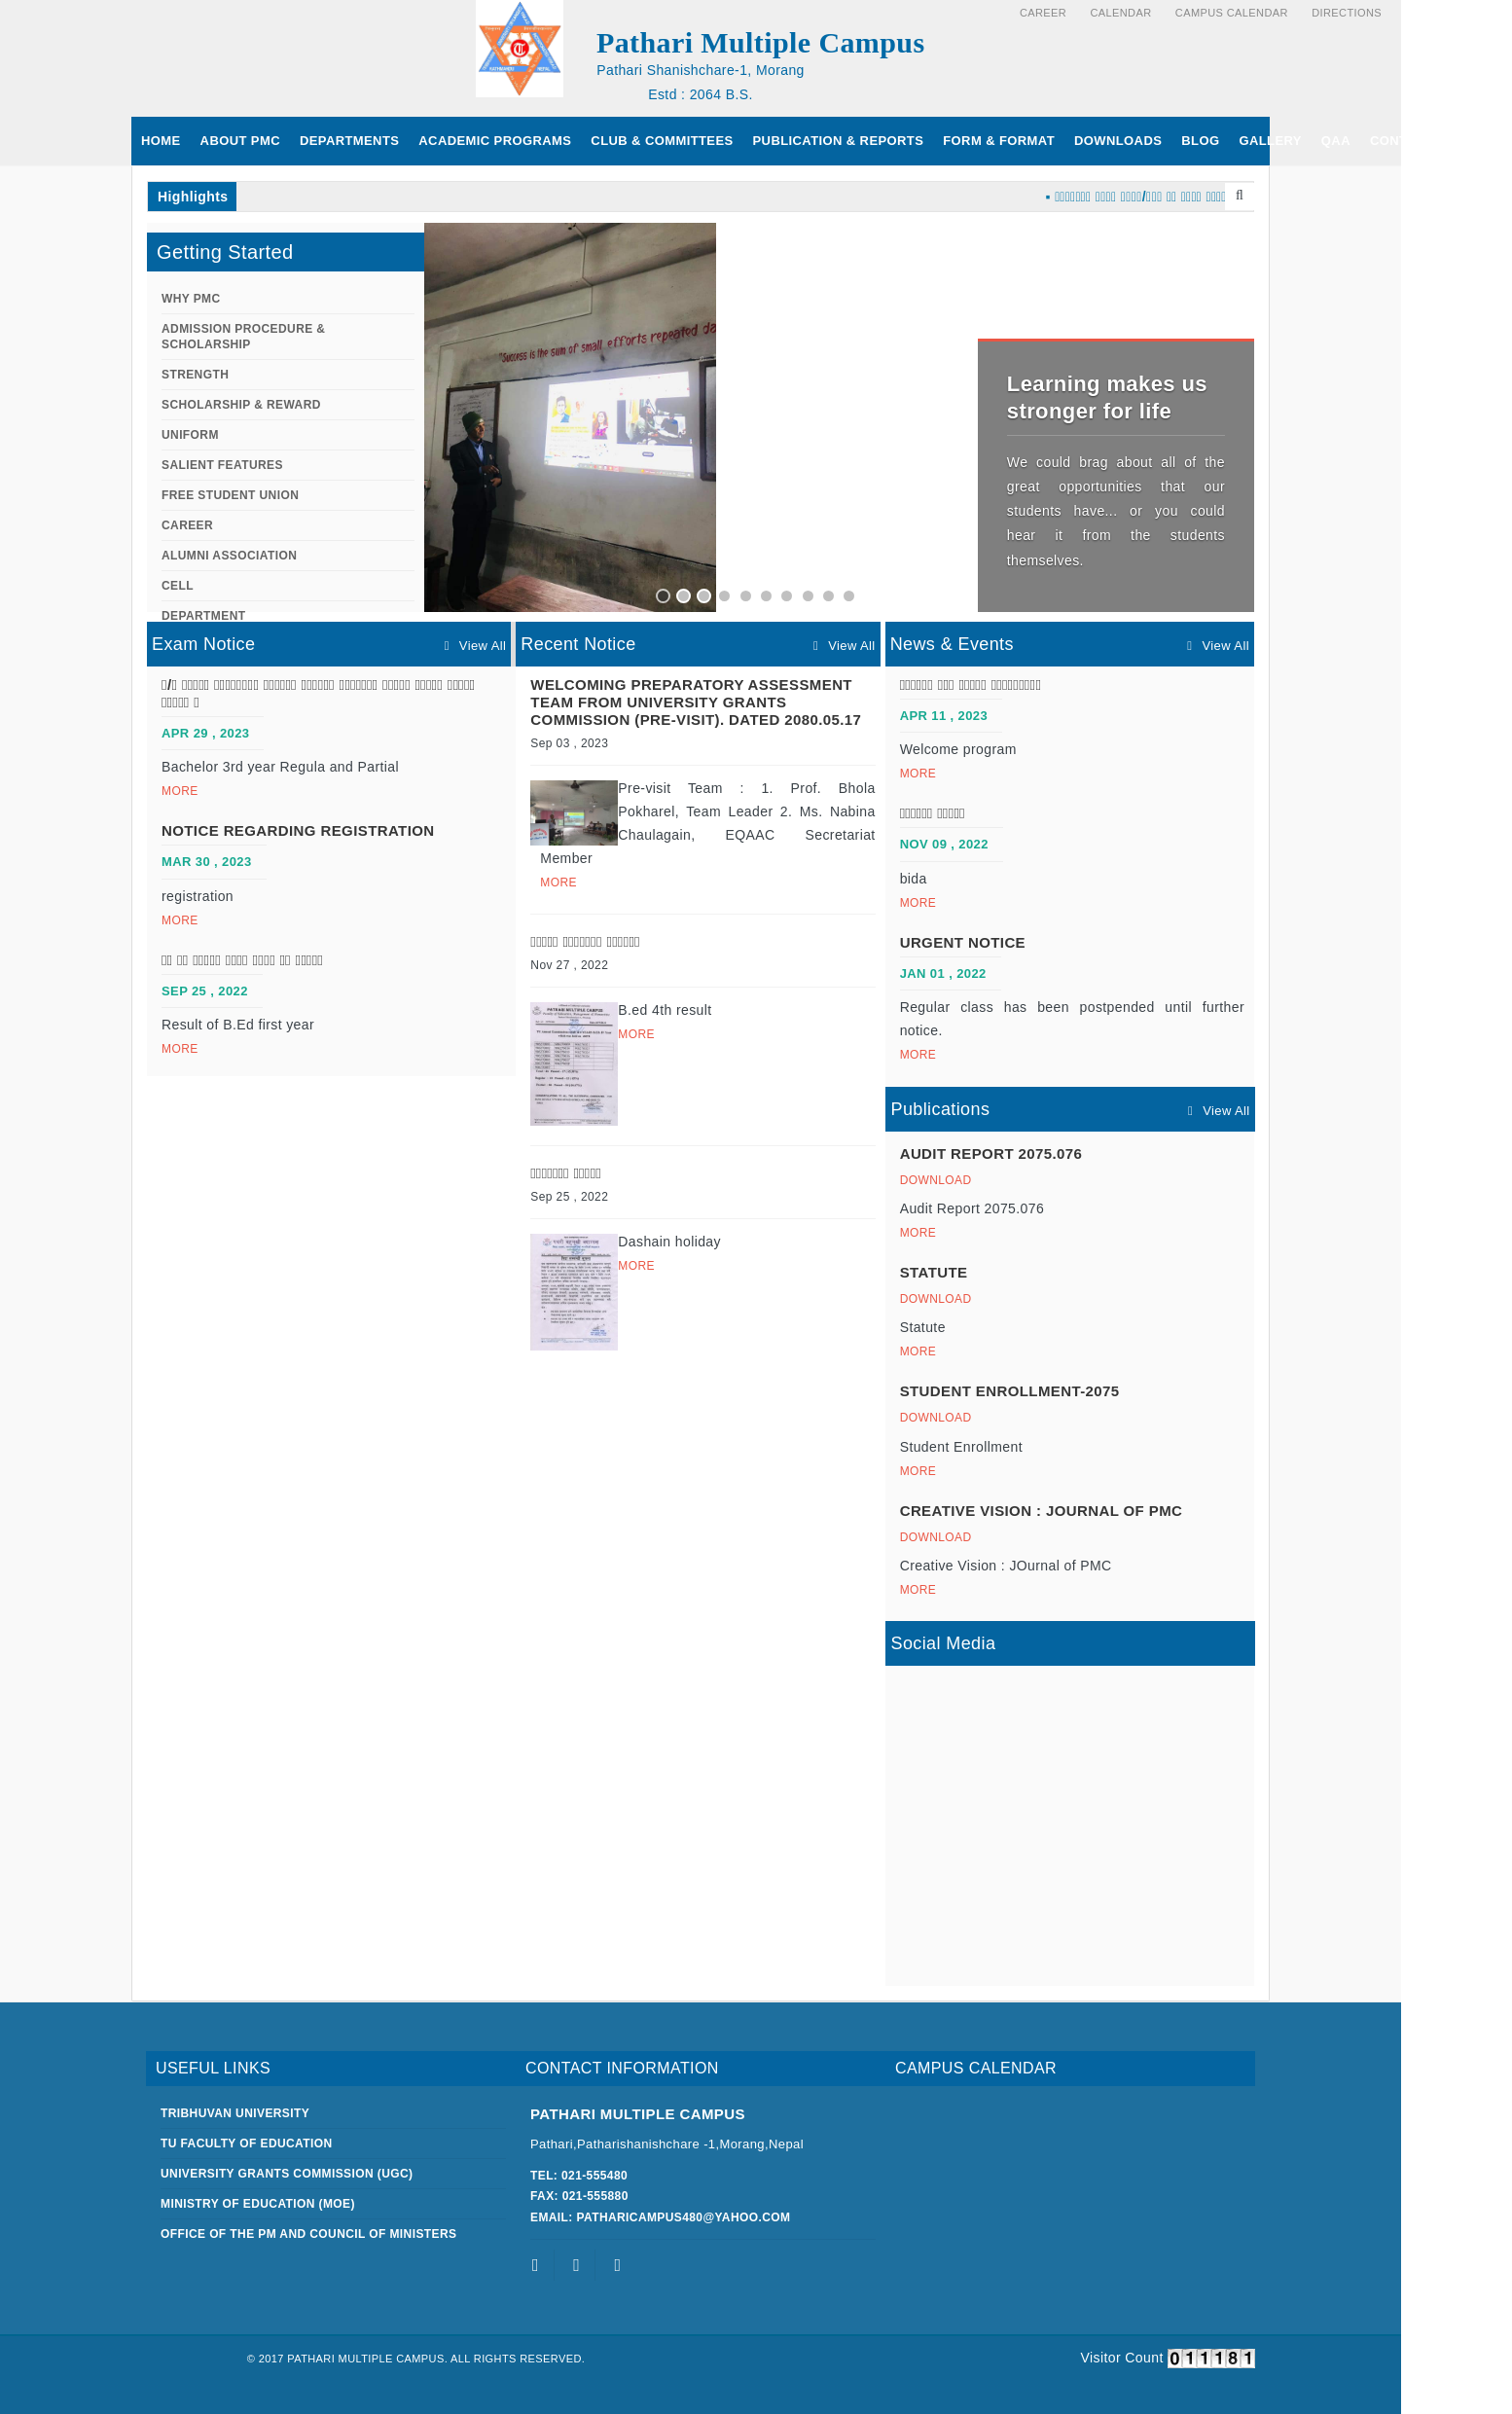 CAREER CALENDAR CAMPUS CALENDAR DIRECTIONS
Pathari Multiple Campus
Pathari Shanishchare-1, Morang
Estd : 2064 B.S.
HOME ABOUT PMC DEPARTMENTS ACADEMIC PROGRAMS CLUB & COMMITTEES PUBLICATION & REPORTS FORM & FORMAT DOWNLOADS BLOG GALLERY QAA
Highlights
Getting Started
WHY PMC
ADMISSION PROCEDURE &
SCHOLARSHIP
STRENGTH
SCHOLARSHIP & REWARD
UNIFORM
SALIENT FEATURES
FREE STUDENT UNION
CAREER
ALUMNI ASSOCIATION
CELL
DEPARTMENT
"Success is the sum of small efforts repeated
Learning makes us
stronger for life
We could brag about all of the
great opportunities that our
students have... or you could
hear it from the students
themselves.
Exam Notice View All
APR 29 , 2023
Bachelor 3rd year Regula and Partial
MORE
NOTICE REGARDING REGISTRATION
MAR 30 , 2023
registration
MORE
SEP 25 , 2022
Result of B.Ed first year
MORE
Recent Notice View All
WELCOMING PREPARATORY ASSESSMENT
TEAM FROM UNIVERSITY GRANTS
COMMISSION (PRE-VISIT). DATED 2080.05.17
Sep 03 , 2023
Pre-visit Team : 1. Prof. Bhola
Pokharel, Team Leader 2. Ms. Nabina
Chaulagain, EQAAC Secretariat
Member
MORE
Nov 27 , 2022
PATHARI MULTIPLE CAMPUS
B.ed 4th result
MORE
Sep 25 , 2022
Dashain holiday
MORE
News & Events View All
APR 11 , 2023
Welcome program
MORE
NOV 09 , 2022
bida
MORE
URGENT NOTICE
JAN 01 , 2022
Regular class has been postpended until further
notice.
MORE
Publications View All
AUDIT REPORT 2075.076
DOWNLOAD
Audit Report 2075.076
MORE
STATUTE
DOWNLOAD
Statute
MORE
STUDENT ENROLLMENT-2075
DOWNLOAD
Student Enrollment
MORE
CREATIVE VISION : JOURNAL OF PMC
DOWNLOAD
Creative Vision : JOurnal of PMC
MORE
Social Media
USEFUL LINKS
TRIBHUVAN UNIVERSITY
TU FACULTY OF EDUCATION
UNIVERSITY GRANTS COMMISSION (UGC)
MINISTRY OF EDUCATION (MOE)
OFFICE OF THE PM AND COUNCIL OF MINISTERS
CONTACT INFORMATION
PATHARI MULTIPLE CAMPUS
Pathari,Patharishanishchare -1,Morang,Nepal
TEL: 021-555480
FAX: 021-555880
EMAIL: PATHARICAMPUS480@YAHOO.COM
CAMPUS CALENDAR
© 2017 PATHARI MULTIPLE CAMPUS. ALL RIGHTS RESERVED.
Visitor Count 011181